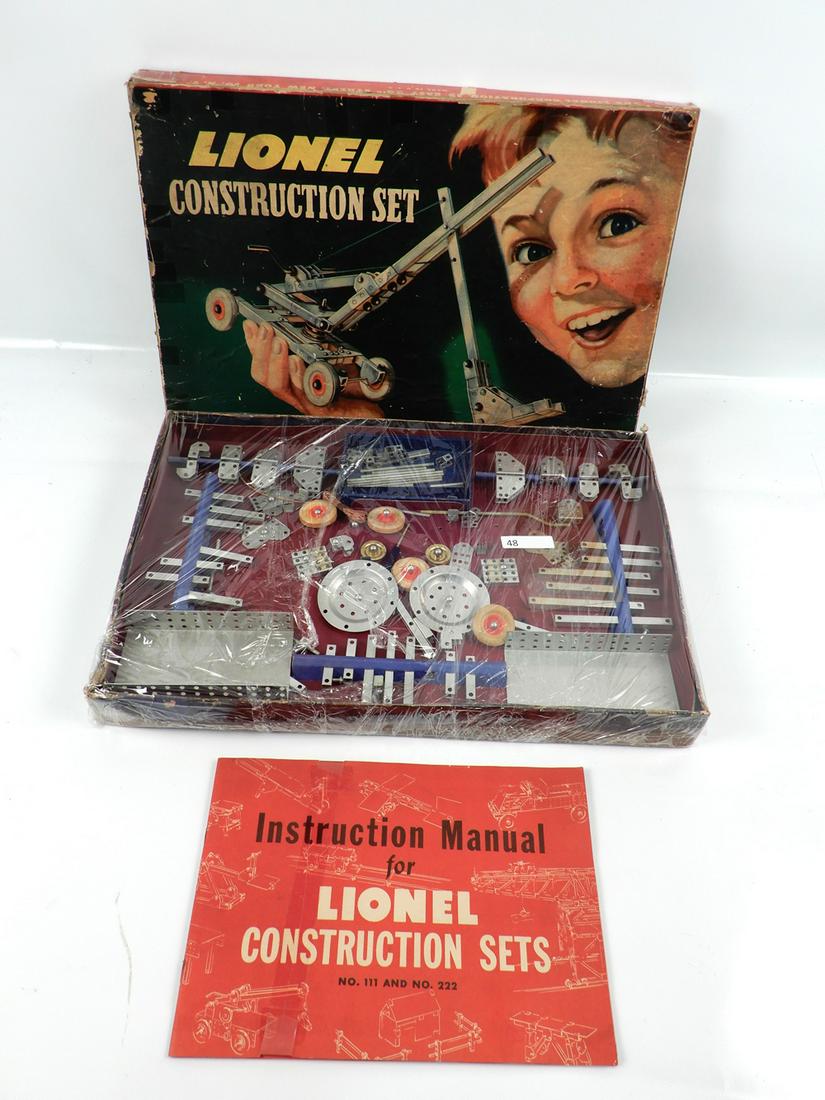 LIONEL
CONSTRUCTION SET
48
Instruction Manual
for
LIONEL
CONSTRUCTION SETS
NO. 111 AND NO. 222